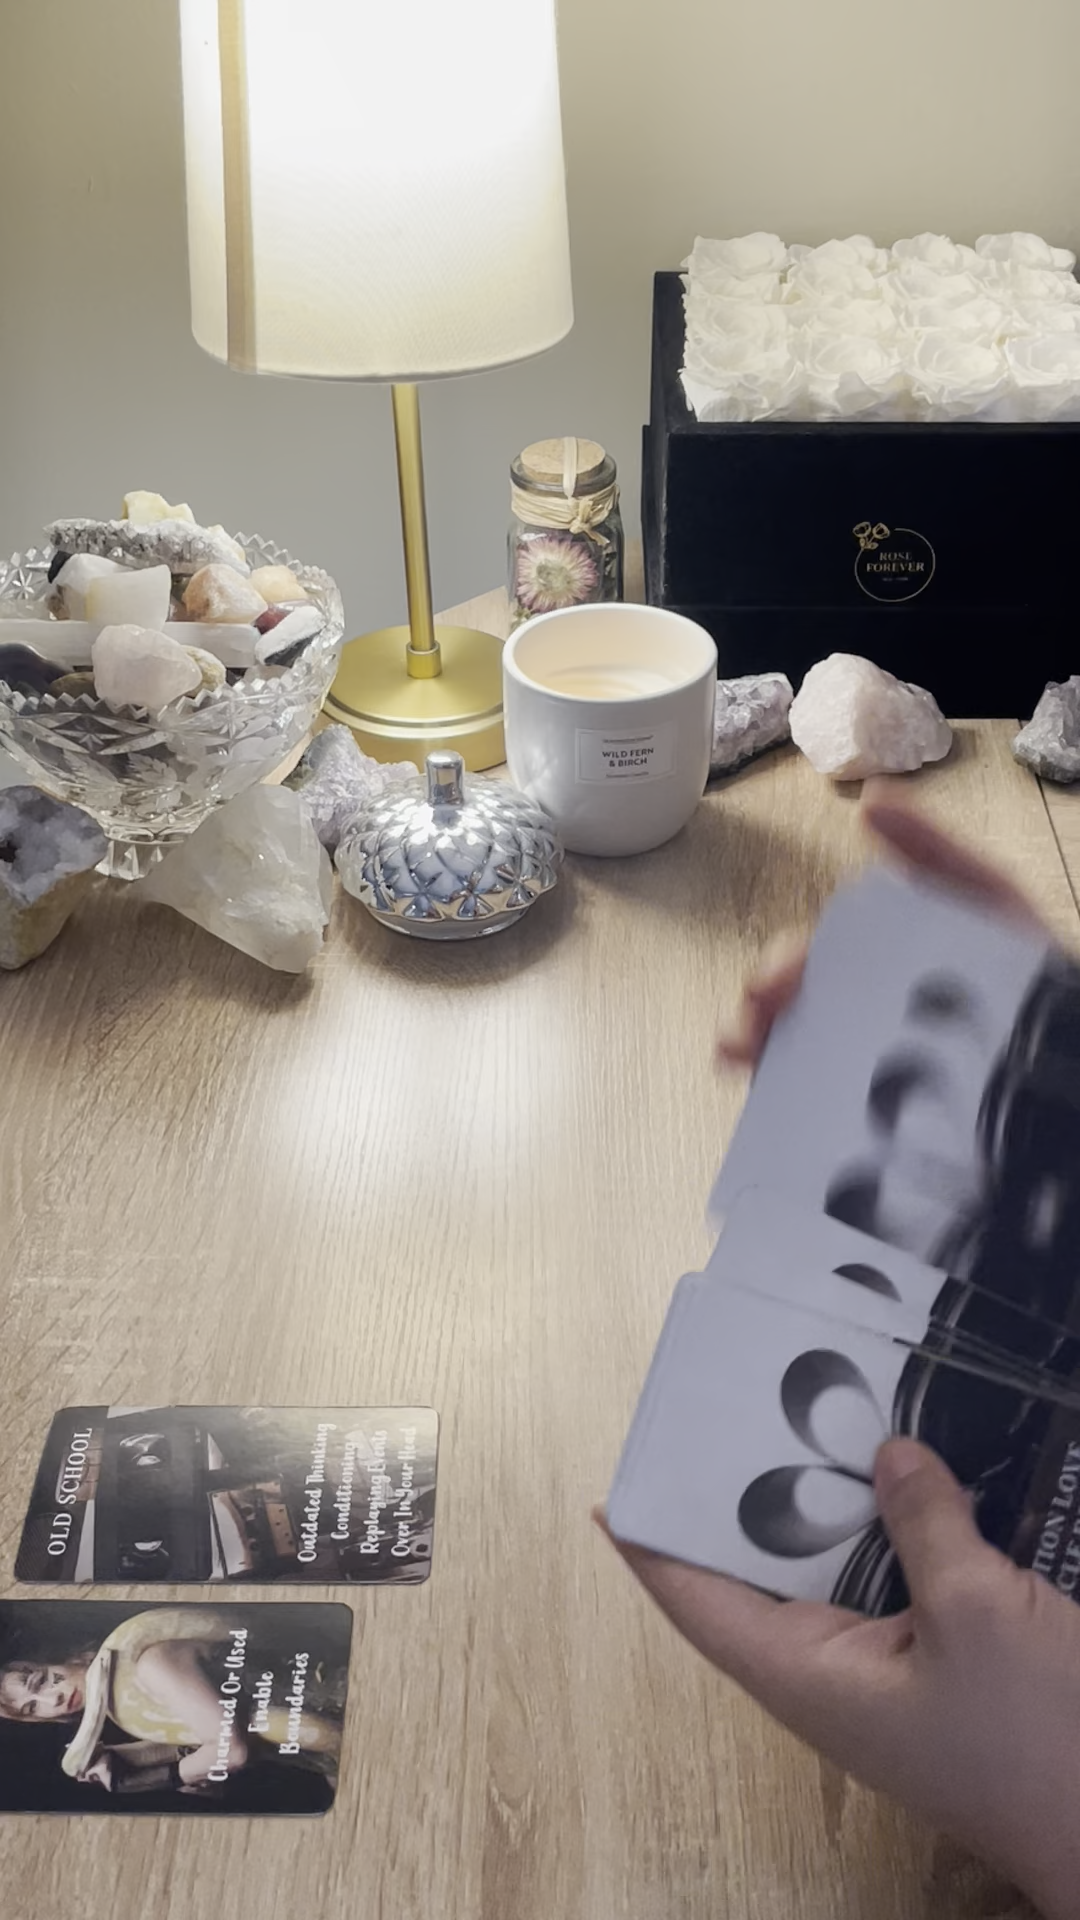 ROSE
FOREVER
WILD FERN
& BIRCH
OLD SCHOOL
Outdated Thinking
Conditioning
Replaying Events
Over In Your Head
Charmed Or Used
Enable
Boundaries